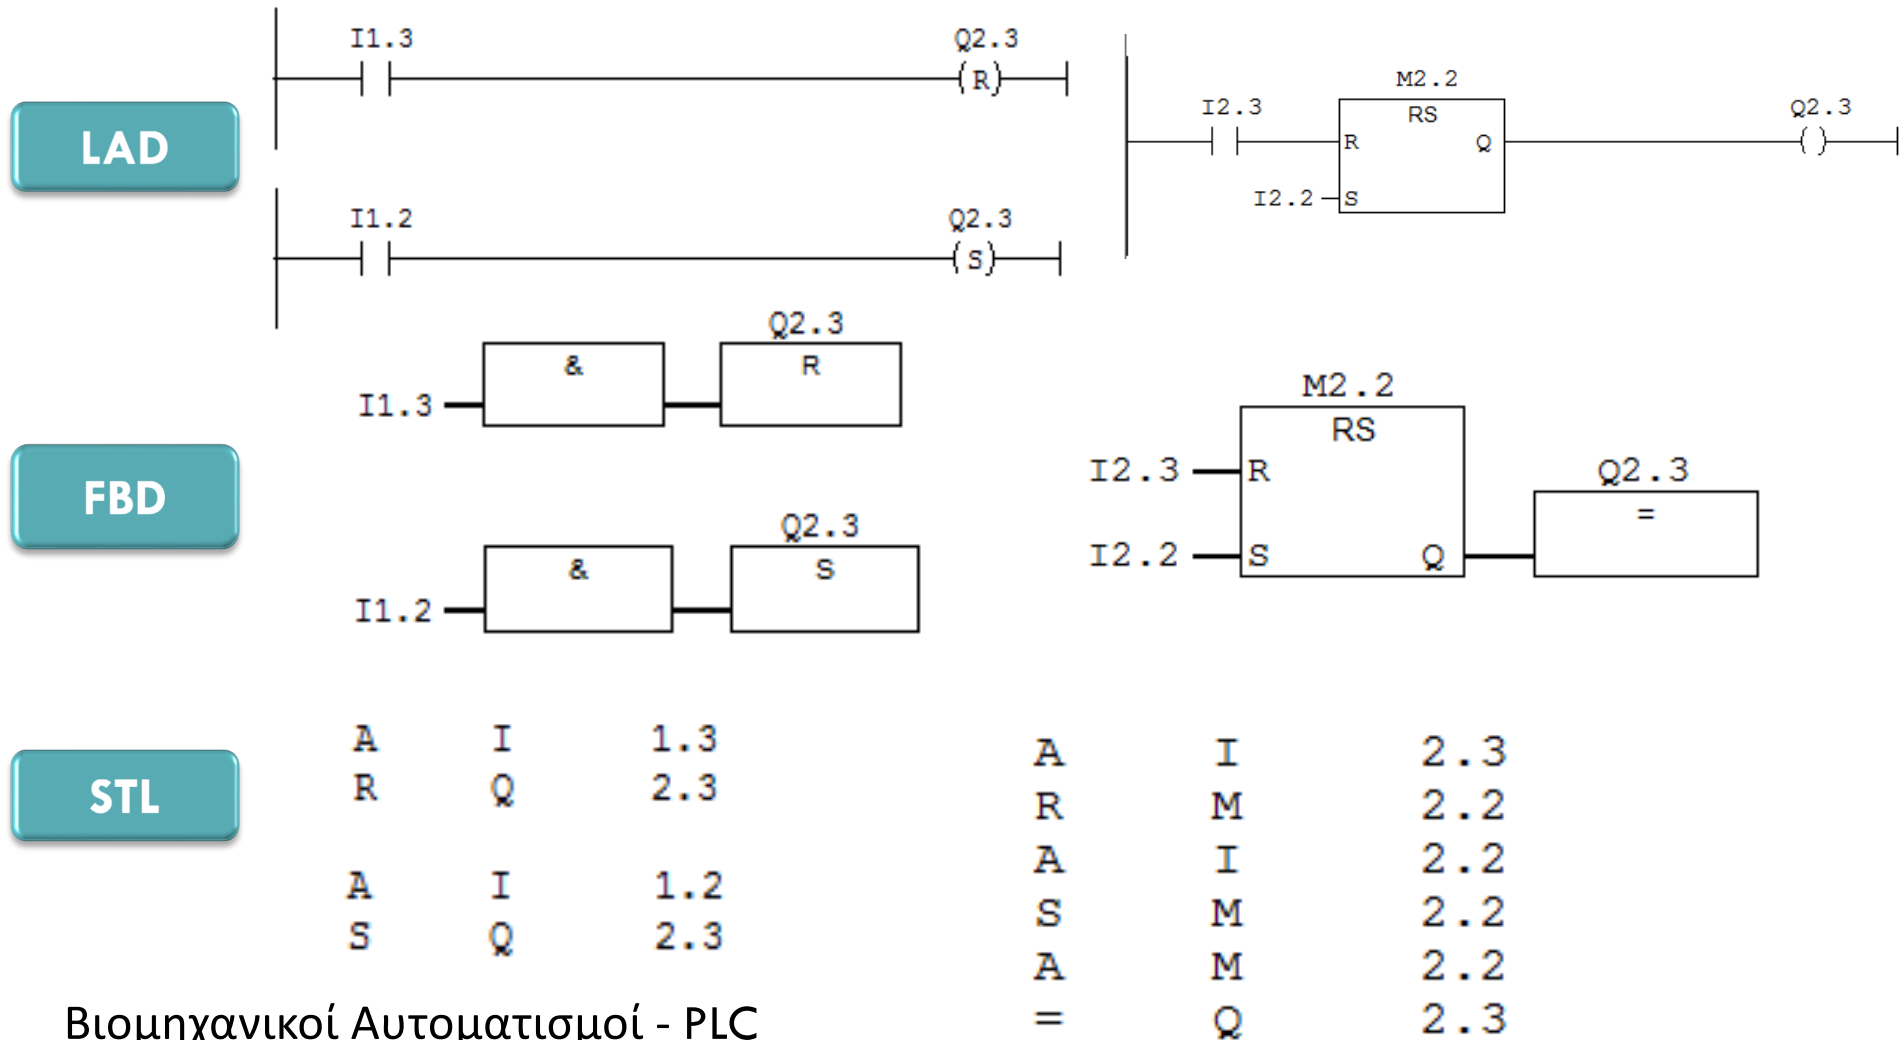 LAD
I1.3 Q2.3
R
I1.2 Q2.3
S
M2.2
I2.3 RS Q2.3
R Q
I2.2 S
FBD
Q2.3
& R
I1.3
Q2.3
& S
I1.2
M2.2
RS
I2.3 R Q2.3
=
I2.2 S Q
STL
A I 1.3
R Q 2.3
A I 1.2
S Q 2.3
A I 2.3
R M 2.2
A I 2.2
S M 2.2
A M 2.2
= Q 2.3
Βιομηχανικοί Αυτοματισμοί - PLC